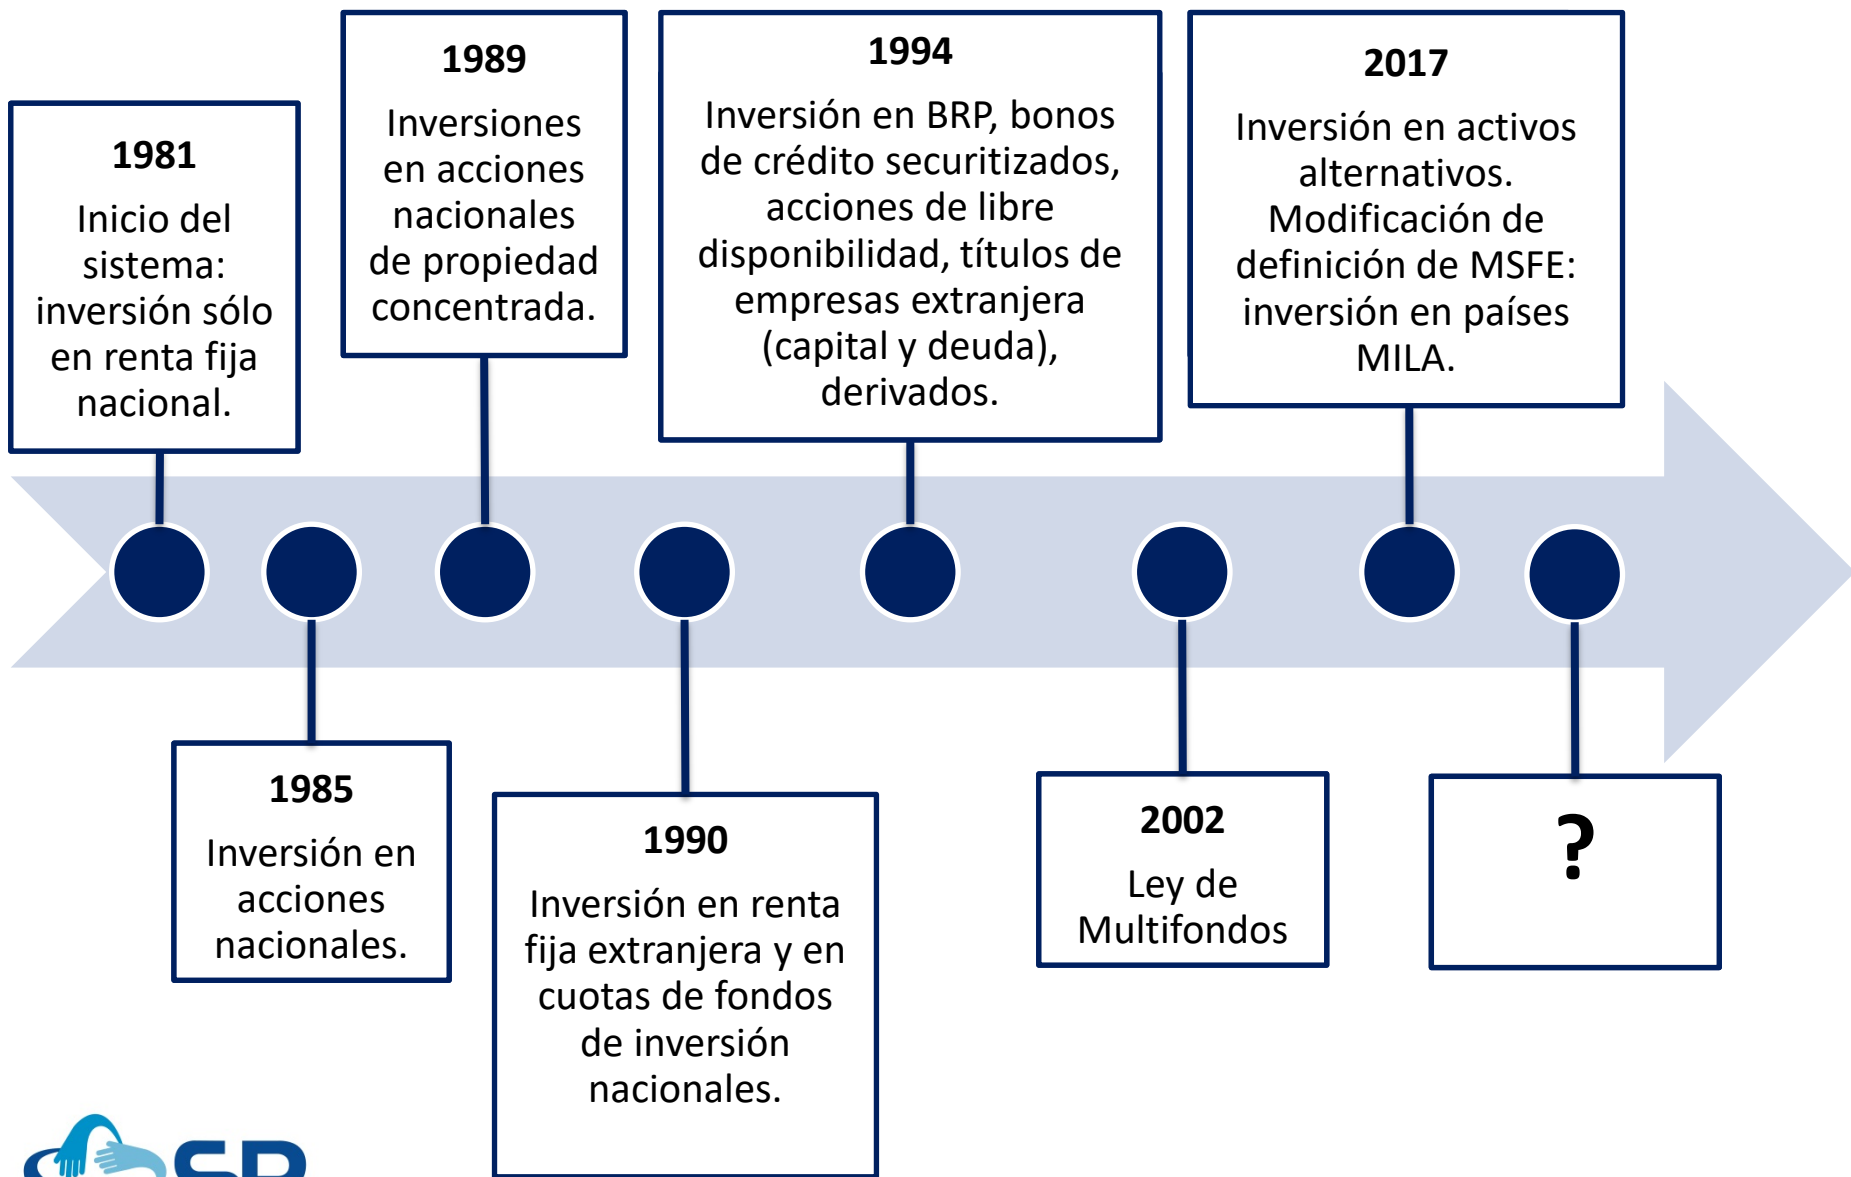 1981
Inicio del
sistema:
inversión sólo
en renta fija
nacional.
1985
Inversión en
acciones
nacionales.
1989
Inversiones
en acciones
nacionales
de propiedad
concentrada.
1990
Inversión en renta
fija extranjera y en
cuotas de fondos
de inversión
nacionales.
1994
Inversión en BRP, bonos
de crédito securitizados,
acciones de libre
disponibilidad, títulos de
empresas extranjera
(capital y deuda),
derivados.
2002
Ley de
Multifondos
2017
Inversión en activos
alternativos.
Modificación de
definición de MSFE:
inversión en países
MILA.
?
SP